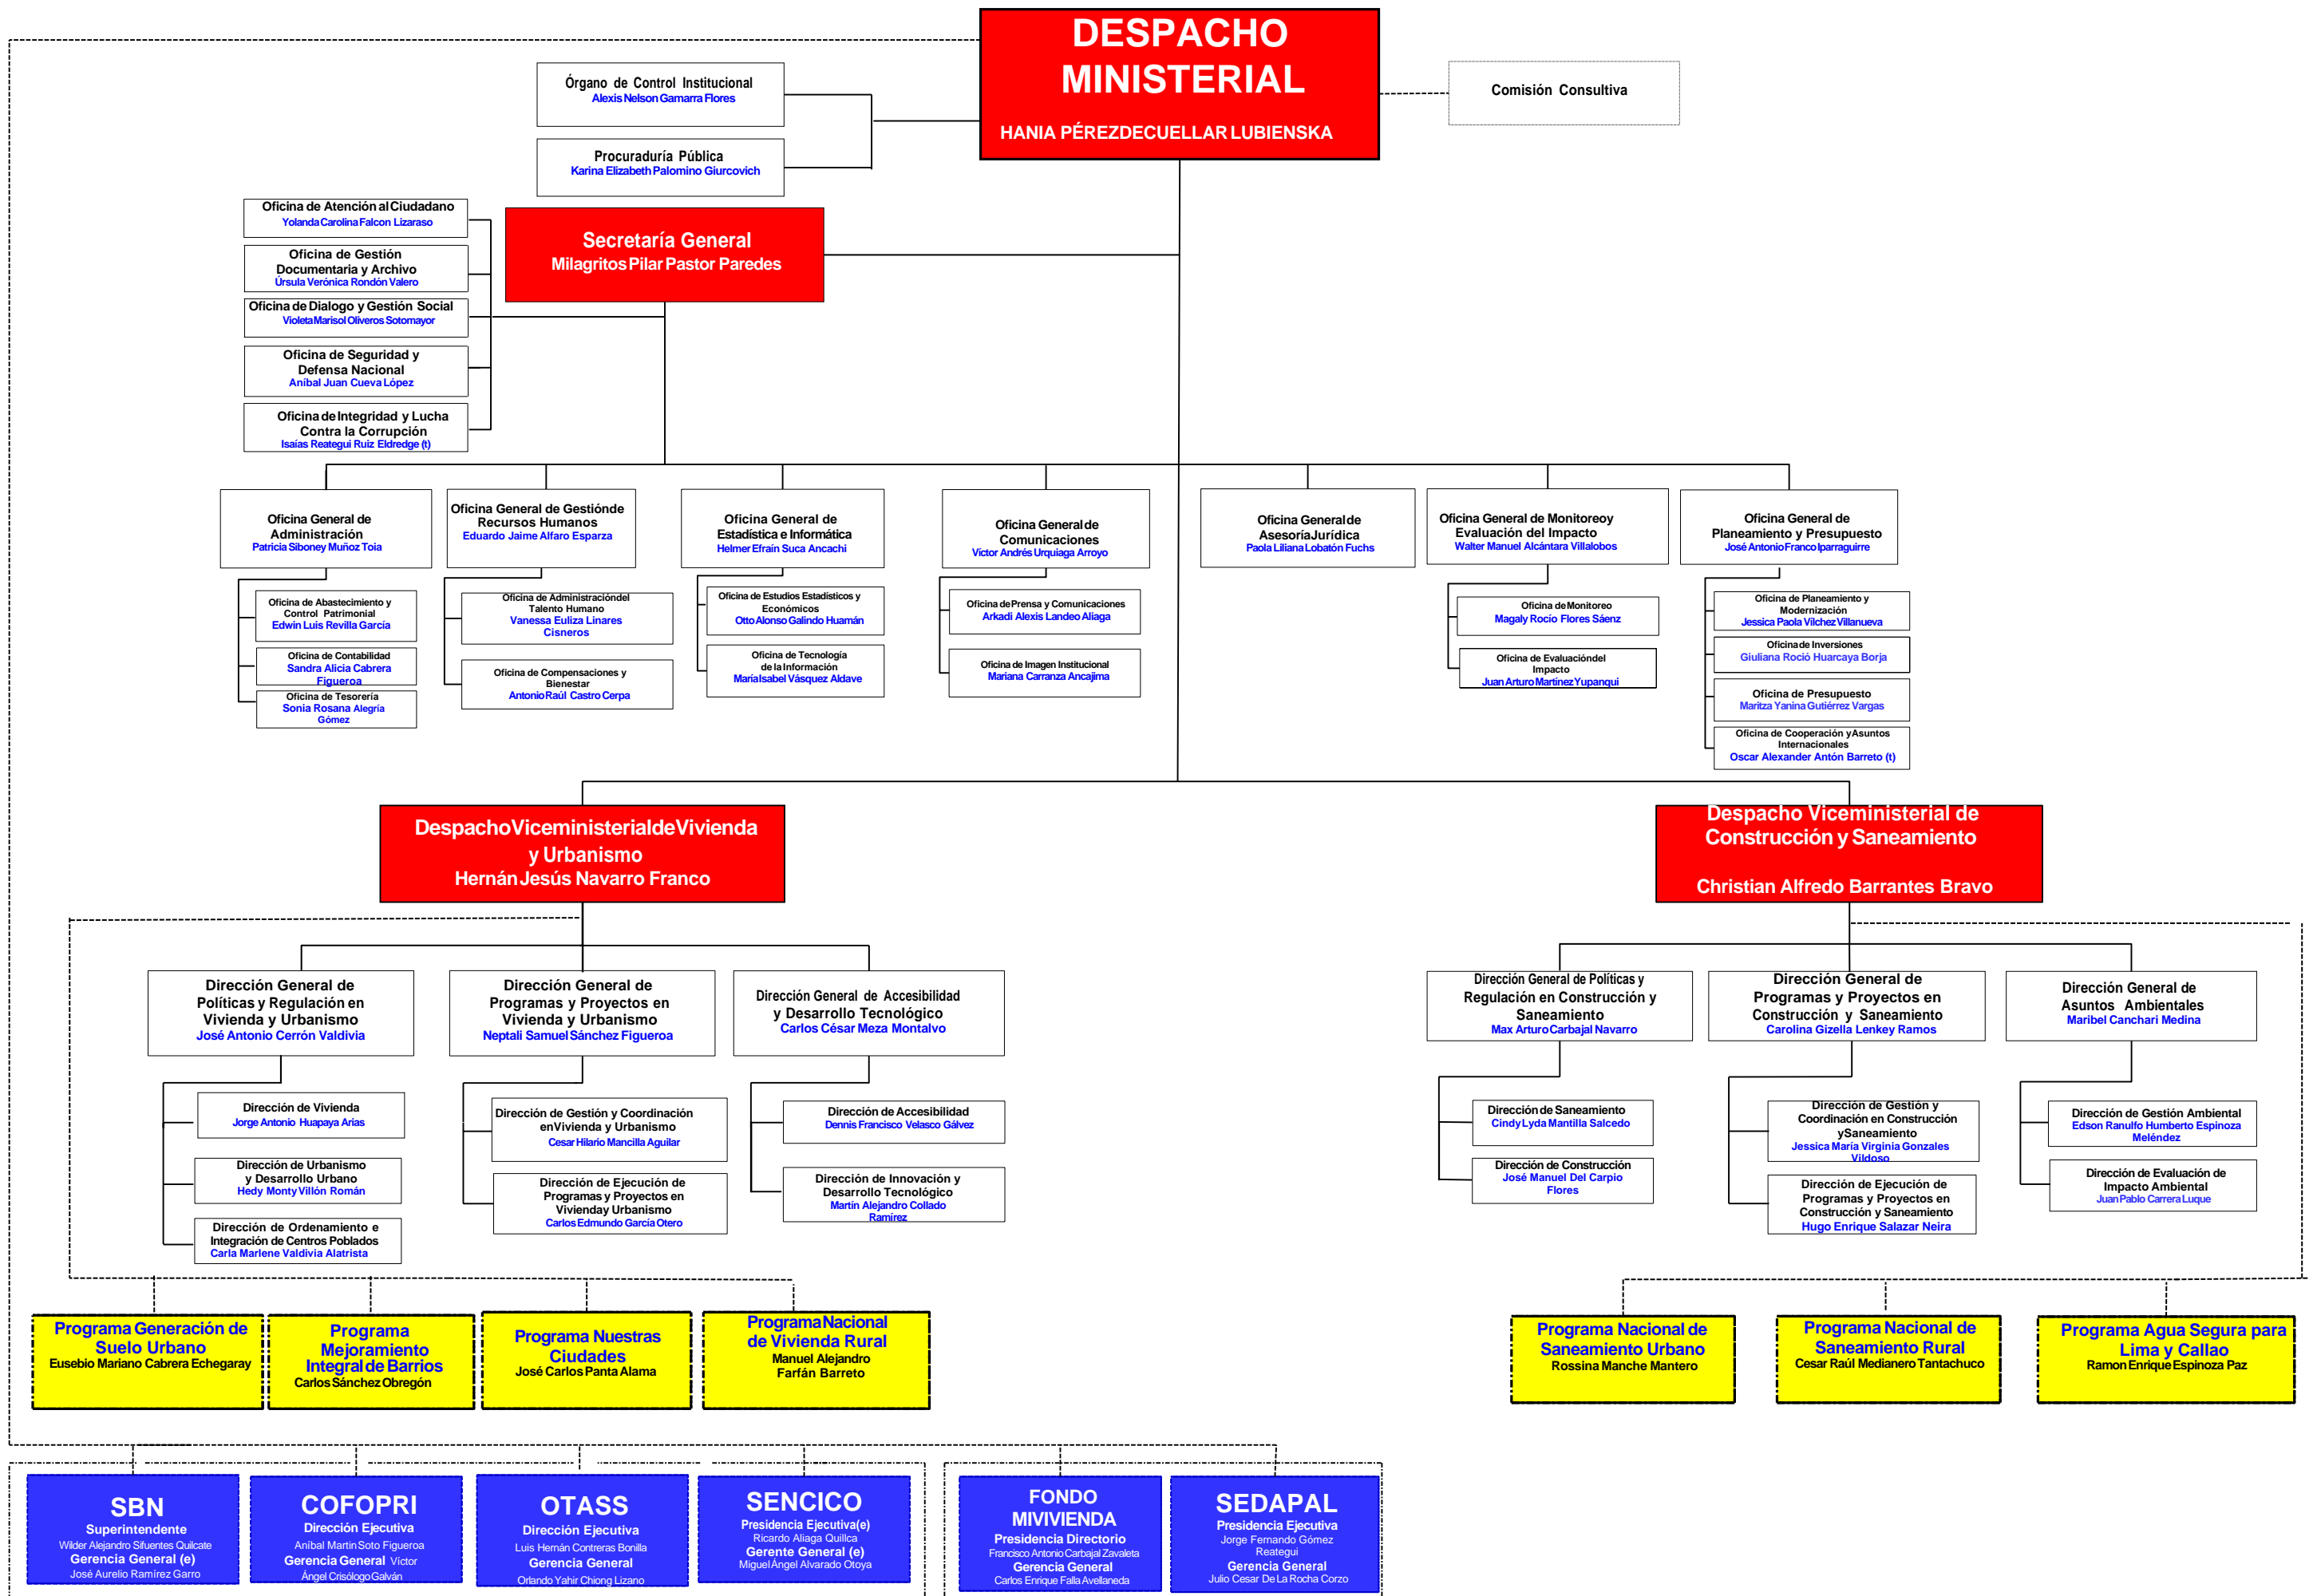 DESPACHO
MINISTERIAL
HANIA PÉREZDECUELLAR LUBIENSKA
Órgano de Control Institucional
Alexis Nelson Gamarra Flores
Comisión Consultiva
Procuraduría Pública
Karina Elizabeth Palomino Giurcovich
Oficina de Atención al Ciudadano
Yolanda Carolina Falcon Lizaraso
Oficina de Gestión
Documentaria y Archivo
Úrsula Verónica Rondón Valero
Oficina de Dialogo y Gestión Social
Violeta Marisol Oliveros Sotomayor
Oficina de Seguridad y
Defensa Nacional
Aníbal Juan Cueva López
Oficina de Integridad y Lucha
Contra la Corrupción
Isaías Reategui Ruiz Eldredge (t)
Secretaría General
Milagritos Pilar Pastor Paredes
Oficina General de
Administración
Patricia Siboney Muñoz Toia
Oficina General de Gestiónde
Recursos Humanos
Eduardo Jaime Alfaro Esparza
Oficina General de
Estadística e Informática
Helmer Efraín Suca Ancachi
Oficina General de
Comunicaciones
Víctor Andrés Urquiaga Arroyo
Oficina General de
Asesoría Jurídica
Paola Liliana Lobatón Fuchs
Oficina General de Monitoreoy
Evaluación del Impacto
Walter Manuel Alcántara Villalobos
Oficina General de
Planeamiento y Presupuesto
José Antonio Franco Iparraguirre
Oficina de Abastecimiento y
Control Patrimonial
Edwin Luis Revilla García
Oficina de Contabilidad
Sandra Alicia Cabrera
Figueroa
Oficina de Tesorería
Sonia Rosana Alegría
Gómez
Oficina de Administracióndel
Talento Humano
Vanessa Euliza Linares
Cisneros
Oficina de Compensaciones y
Bienestar
Antonio Raúl Castro Cerpa
Oficina de Estudios Estadísticos y
Económicos
Otto Alonso Galindo Huamán
Oficina de Tecnología
de la Información
María Isabel Vásquez Aldave
Oficina de Prensa y Comunicaciones
Arkadi Alexis Landeo Aliaga
Oficina de Imagen Institucional
Mariana Carranza Ancajima
Oficina de Monitoreo
Magaly Rocío Flores Sáenz
Oficina de Evaluacióndel
Impacto
Juan Arturo Martínez Yupanqui
Oficina de Planeamiento y
Modernización
Jessica Paola Vílchez Villanueva
Oficina de Inversiones
Giuliana Roció Huarcaya Borja
Oficina de Presupuesto
Maritza Yanina Gutiérrez Vargas
Oficina de Cooperación y Asuntos
Internacionales
Oscar Alexander Antón Barreto (t)
Despacho Viceministerial de Vivienda
y Urbanismo
Hernán Jesús Navarro Franco
Despacho Viceministerial de
Construcción y Saneamiento
Christian Alfredo Barrantes Bravo
Dirección General de
Políticas y Regulación en
Vivienda y Urbanismo
José Antonio Cerrón Valdivia
Dirección General de
Programas y Proyectos en
Vivienda y Urbanismo
Neptali Samuel Sánchez Figueroa
Dirección General de Accesibilidad
y Desarrollo Tecnológico
Carlos César Meza Montalvo
Dirección General de Políticas y
Regulación en Construcción y
Saneamiento
Max Arturo Carbajal Navarro
Dirección General de
Programas y Proyectos en
Construcción y Saneamiento
Carolina Gizella Lenkey Ramos
Dirección General de
Asuntos Ambientales
Maribel Canchari Medina
Dirección de Vivienda
Jorge Antonio Huapaya Arias
Dirección de Urbanismo
y Desarrollo Urbano
Hedy Monty Villón Román
Dirección de Ordenamiento e
Integración de Centros Poblados
Carla Marlene Valdivia Alatrista
Dirección de Gestión y Coordinación
en Vivienda y Urbanismo
Cesar Hilario Mancilla Aguilar
Dirección de Ejecución de
Programas y Proyectos en
Vivienda y Urbanismo
Carlos Edmundo García Otero
Dirección de Accesibilidad
Dennis Francisco Velasco Gálvez
Dirección de Innovación y
Desarrollo Tecnológico
Martín Alejandro Collado
Ramírez
Dirección de Saneamiento
Cindy Lyda Mantilla Salcedo
Dirección de Construcción
José Manuel Del Carpio
Flores
Dirección de Gestión y
Coordinación en Construcción
ySaneamiento
Jessica María Virginia Gonzales
Vildoso
Dirección de Ejecución de
Programas y Proyectos en
Construcción y Saneamiento
Hugo Enrique Salazar Neira
Dirección de Gestión Ambiental
Edson Ranulfo Humberto Espinoza
Meléndez
Dirección de Evaluación de
Impacto Ambiental
Juan Pablo Carrera Luque
Programa Generación de
Suelo Urbano
Eusebio Mariano Cabrera Echegaray
Programa
Mejoramiento
Integral de Barrios
Carlos Sánchez Obregón
Programa Nuestras
Ciudades
José Carlos Panta Alama
Programa Nacional
de Vivienda Rural
Manuel Alejandro
Farfán Barreto
Programa Nacional de
Saneamiento Urbano
Rossina Manche Mantero
Programa Nacional de
Saneamiento Rural
Cesar Raúl Medianero Tantachuco
Programa Agua Segura para
Lima y Callao
Ramon Enrique Espinoza Paz
SBN
Superintendente
Wilder Alejandro Sifuentes Quilcate
Gerencia General (e)
José Aurelio Ramírez Garro
COFOPRI
Dirección Ejecutiva
Aníbal Martin Soto Figueroa
Gerencia General Víctor
Ángel Crisólogo Galván
OTASS
Dirección Ejecutiva
Luis Hernán Contreras Bonilla
Gerencia General
Orlando Yahir Chiong Lizano
SENCICO
Presidencia Ejecutiva(e)
Ricardo Aliaga Quillca
Gerente General (e)
Miguel Ángel Alvarado Otoya
FONDO
MIVIVIENDA
Presidencia Directorio
Francisco Antonio Carbajal Zavaleta
Gerencia General
Carlos Enrique Falla Avellaneda
SEDAPAL
Presidencia Ejecutiva
Jorge Fernando Gómez
Reategui
Gerencia General
Julio Cesar De La Rocha Corzo